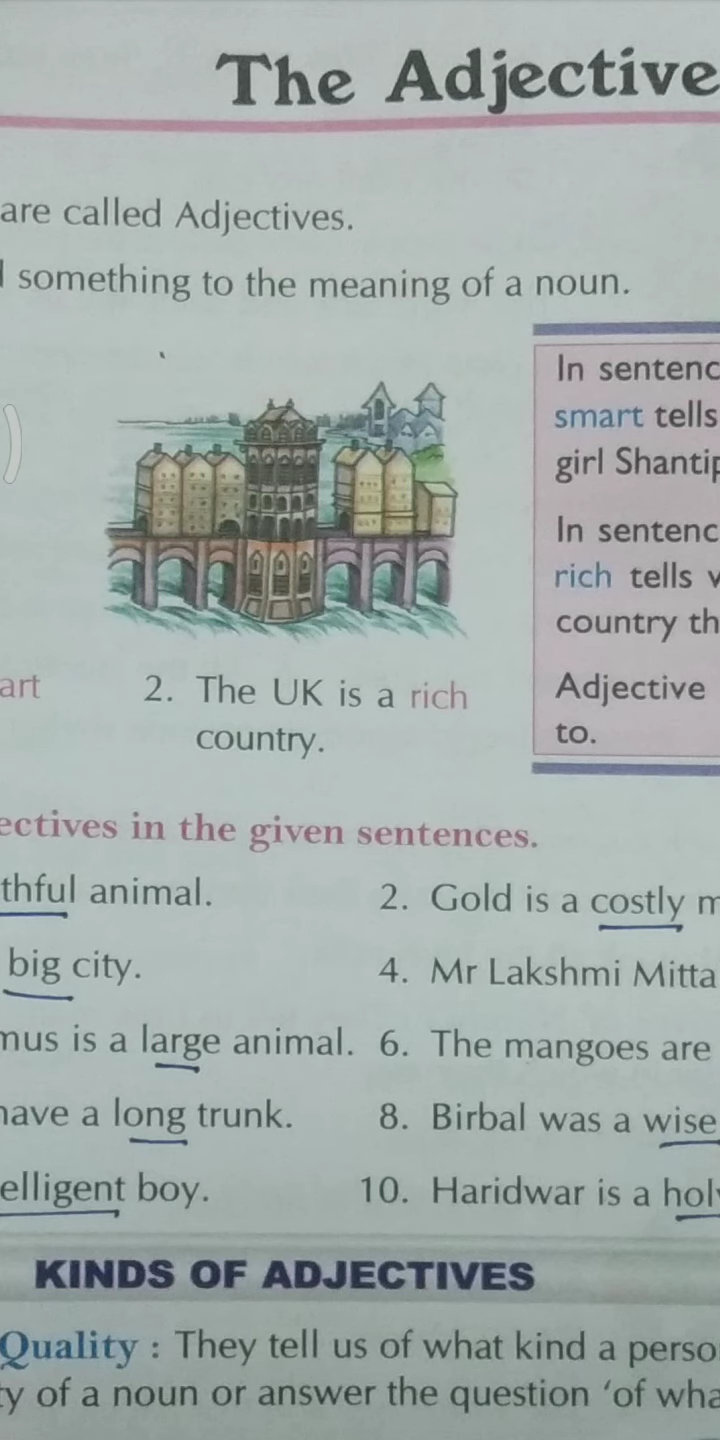 The Adjective
are called Adjectives.
something to the meaning of a noun.
In sentenc
smart tells
girl Shantip
In sentenc
rich tells
country th
Adjective
to.
art
2. The UK is a rich
country.
ectives in the given sentences.
thful animal.
2. Gold is a costly m
big city.
4. Mr Lakshmi Mitta
mus is a large animal.
6. The mangoes are
have a long trunk.
8. Birbal was a wise
elligent boy.
10. Haridwar is a holy
KINDS OF ADJECTIVES
Quality : They tell us of what kind a perso
ty of a noun or answer the question ‘of wha